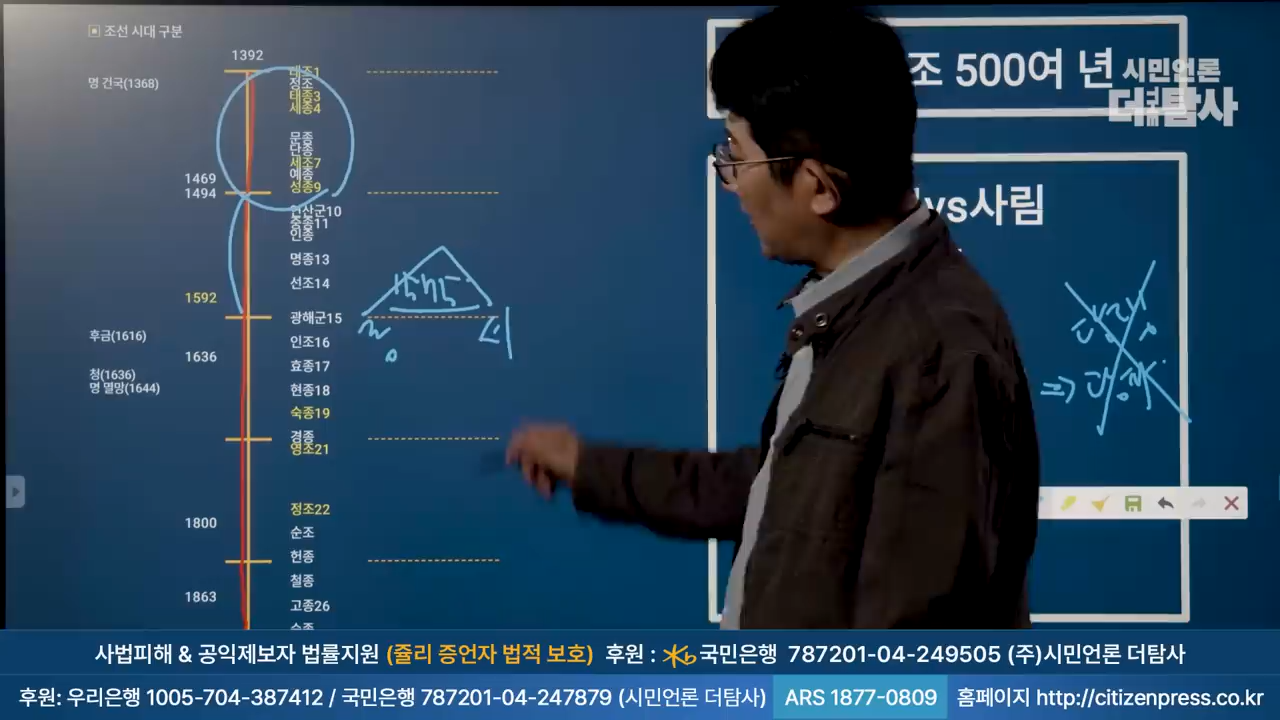 조선 시대 구분
1392
명 건국(1368)
태조1
정조
태종3
세종4
문종
단종
세조7
예종
성종9
1469
1494
연산군10
중종11
인종
명종13
선조14
1592
광해군15
후금(1616)
인조16
1636
효종17
청(1636)
명 멸망(1644)
현종18
숙종19
경종
영조21
정조22
1800
순조
헌종
철종
1863
고종26
순종
조 500여 년
시민언론
더탐사
vs사림
사법피해 & 공익제보자 법률지원 (쥴리 증언자 법적 보호) 후원 : 국민은행 787201-04-249505 (주)시민언론 더탐사
후원: 우리은행 1005-704-387412 / 국민은행 787201-04-247879 (시민언론 더탐사) ARS 1877-0809 홈페이지 http://citizenpress.co.kr